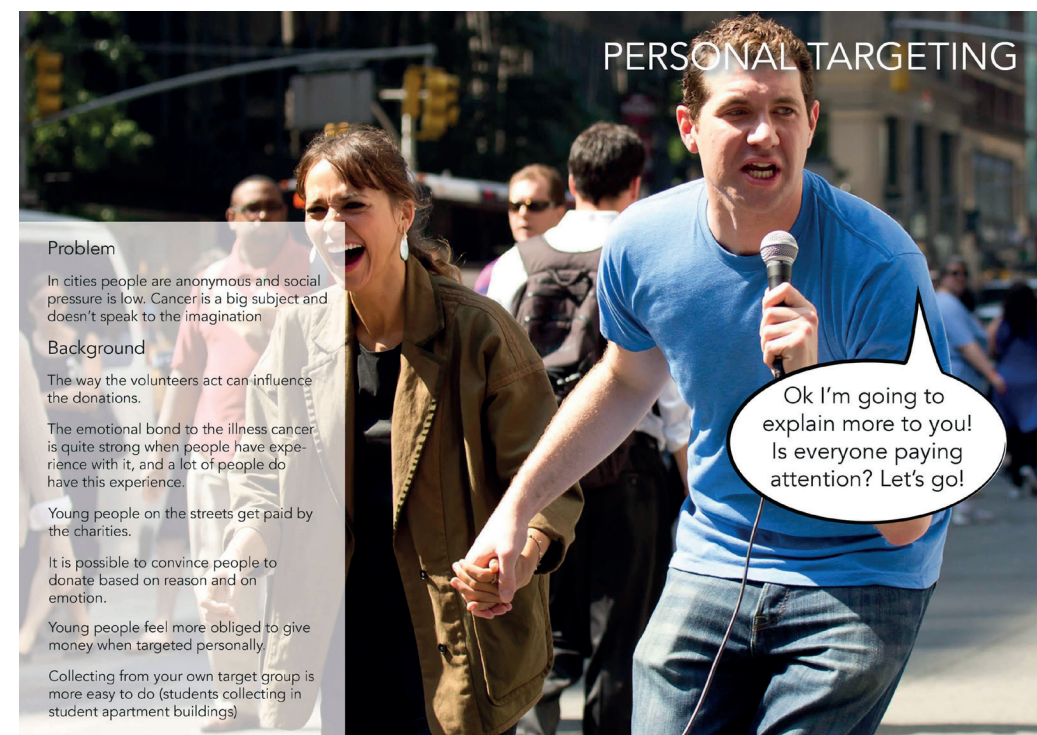 PERSONAL TARGETING
Problem
In cities people are anonymous and social
pressure is low. Cancer is a big subject and
doesn't speak to the imagination
Background
The way the volunteers act can influence
the donations.
The emotional bond to the illness cancer
is quite strong when people have expe-
rience with it, and a lot of people do
have this experience.
Young people on the streets get paid by
the charities.
It is possible to convince people to
donate based on reason and on
emotion.
Young people feel more obliged to give
money when targeted personally.
Collecting from your own target group is
more easy to do (students collecting in
student apartment buildings)
Ok I'm going to
explain more to you!
Is everyone paying
attention? Let's go!